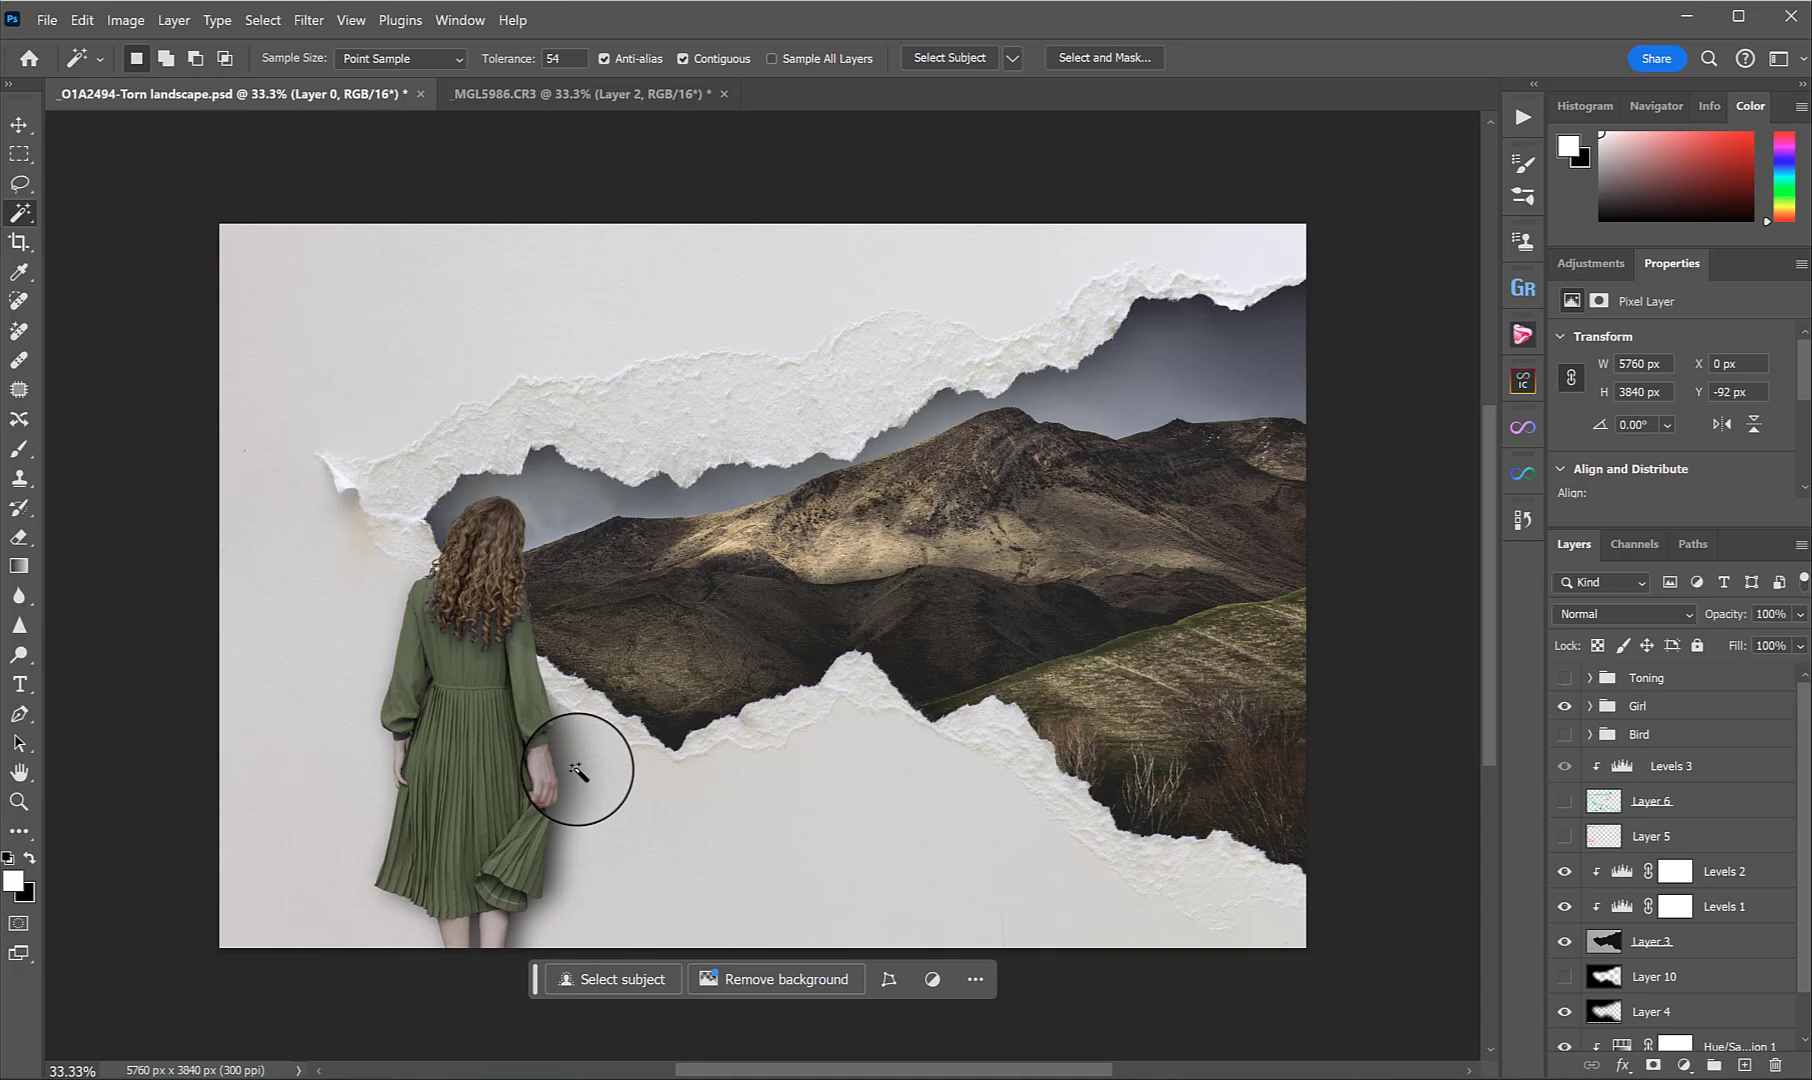 Ps File Edit Image Layer Type Select Filter View Plugins Window Help
Sample Size: Point Sample Tolerance: 54 Anti-alias Contiguous Sample All Layers Select Subject Select and Mask... Share
_O1A2494-Torn landscape.psd @ 33.3% (Layer 0, RGB/16*) * × _MGL5986.CR3 @ 33.3% (Layer 2, RGB/16*) * ×
Histogram Navigator Info Color
Adjustments Properties
Pixel Layer
Transform
W 5760 px X 0 px
H 3840 px Y -92 px
0.00°
Align and Distribute
Align:
Gr
IC
Layers Channels Paths
Kind
Normal Opacity: 100%
Lock: Fill: 100%
Toning
Girl
Bird
Levels 3
Layer 6
Layer 5
Levels 2
Levels 1
Layer 3
Layer 10
Layer 4
Hue/Sa...ion 1
fx
Select subject Remove background
33.33% 5760 px x 3840 px (300 ppi)